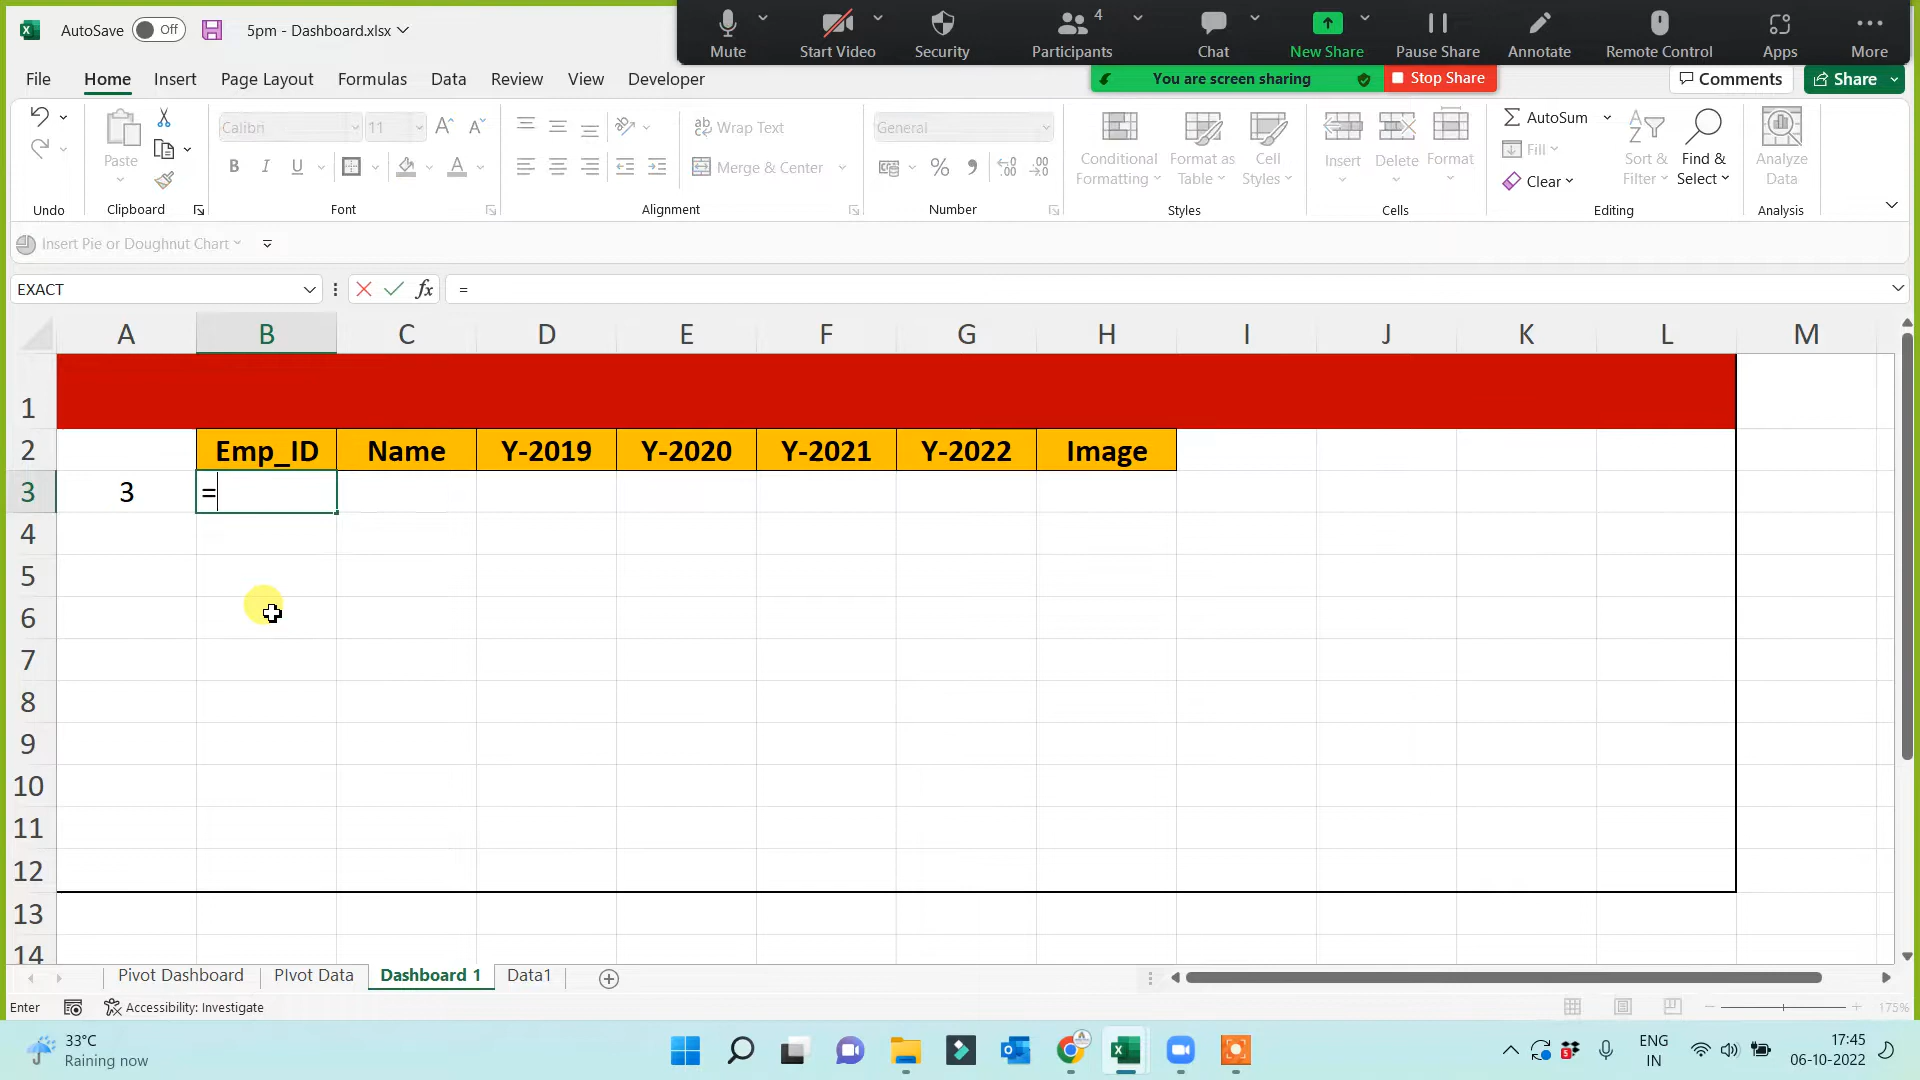 AutoSave Off 5pm - Dashboard.xlsx
Mute Start Video Security Participants 4 Chat New Share Pause Share Annotate Remote Control Apps More
You are screen sharing Stop Share
File Home Insert Page Layout Formulas Data Review View Developer Comments Share
Calibri 11 Wrap Text General AutoSum
Paste Conditional Formatting Format as Table Cell Styles Insert Delete Format Fill Sort & Filter Find & Select Analyze Data
B I U Merge & Center % Clear
Undo Clipboard Font Alignment Number Styles Cells Editing Analysis
Insert Pie or Doughnut Chart
EXACT fx =
A B C D E F G H I J K L M
1
2 Emp_ID Name Y-2019 Y-2020 Y-2021 Y-2022 Image
3 3 =
4
5
6
7
8
9
10
11
12
13
14
Pivot Dashboard PIvot Data Dashboard 1 Data1
Enter Accessibility: Investigate 175%
33°C
Raining now
ENG
IN
17:45
06-10-2022